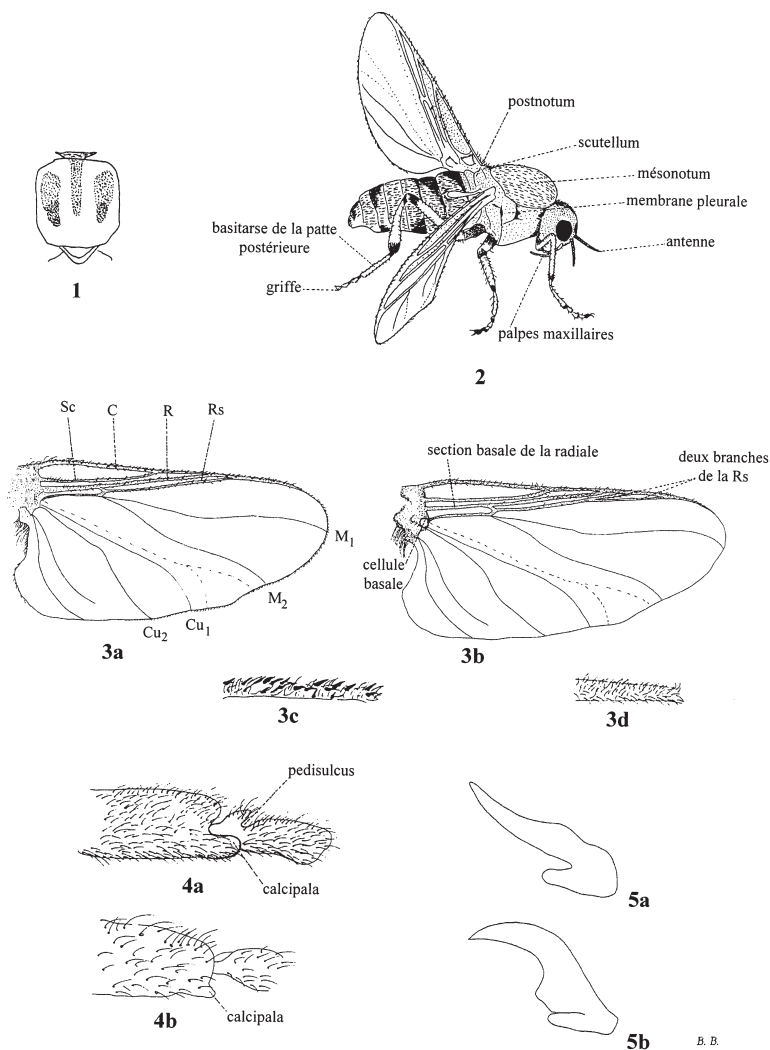 postnotum
scutellum
mésonotum
membrane pleurale
antenne
basitarse de la patte
postérieure
griffe
palpes maxillaires
1
2
Sc
C
R
Rs
M1
M2
Cu1
Cu2
3a
section basale de la radiale
deux branches
de la Rs
cellule
basale
3b
3c
3d
pedisulcus
calcipala
4a
5a
calcipala
4b
5b
B. B.